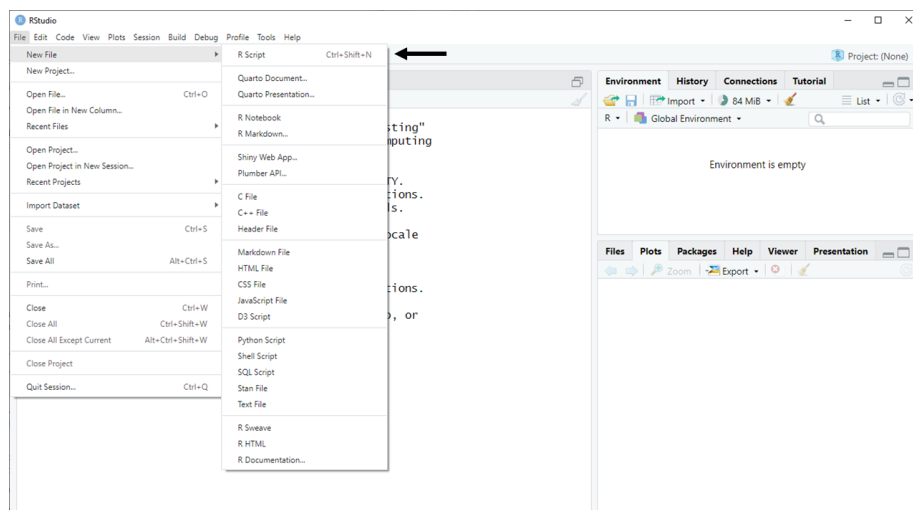 RStudio
File Edit Code View Plots Session Build Debug Profile Tools Help
Project: (None)
New File
New Project...
Open File... Ctrl+O
Open File in New Column...
Recent Files
Open Project...
Open Project in New Session...
Recent Projects
Import Dataset
Save Ctrl+S
Save As...
Save All Alt+Ctrl+S
Print...
Close Ctrl+W
Close All Ctrl+Shift+W
Close All Except Current Alt+Ctrl+Shift+W
Close Project
Quit Session... Ctrl+Q
R Script Ctrl+Shift+N
Quarto Document...
Quarto Presentation...
R Notebook
R Markdown...
Shiny Web App...
Plumber API...
C File
C++ File
Header File
Markdown File
HTML File
CSS File
JavaScript File
D3 Script
Python Script
Shell Script
SQL Script
Stan File
Text File
R Sweave
R HTML
R Documentation...
sting"
mputing
TY.
tions.
ls.
ocale
tions.
o, or
Environment History Connections Tutorial
Import 84 MiB List
R Global Environment
Environment is empty
Files Plots Packages Help Viewer Presentation
Zoom Export